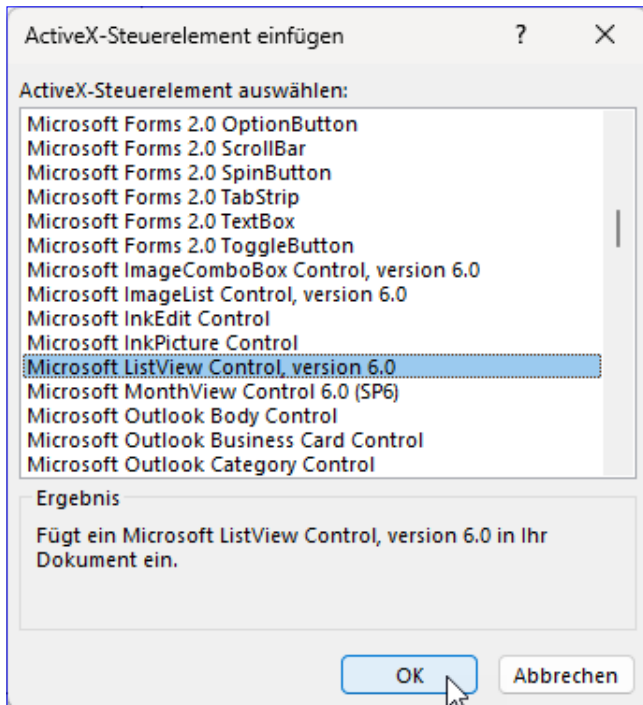 ActiveX-Steuerelement einfügen ?
ActiveX-Steuerelement auswählen:
Microsoft Forms 2.0 OptionButton
Microsoft Forms 2.0 ScrollBar
Microsoft Forms 2.0 SpinButton
Microsoft Forms 2.0 TabStrip
Microsoft Forms 2.0 TextBox
Microsoft Forms 2.0 ToggleButton
Microsoft ImageComboBox Control, version 6.0
Microsoft ImageList Control, version 6.0
Microsoft InkEdit Control
Microsoft InkPicture Control
Microsoft ListView Control, version 6.0
Microsoft MonthView Control 6.0 (SP6)
Microsoft Outlook Body Control
Microsoft Outlook Business Card Control
Microsoft Outlook Category Control
Ergebnis
Fügt ein Microsoft ListView Control, version 6.0 in Ihr
Dokument ein.
OK Abbrechen